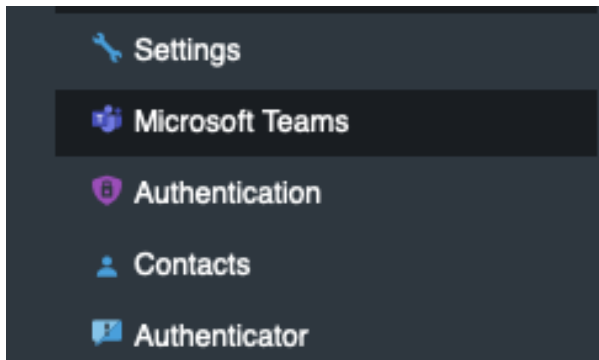 Settings
Microsoft Teams
Authentication
Contacts
Authenticator